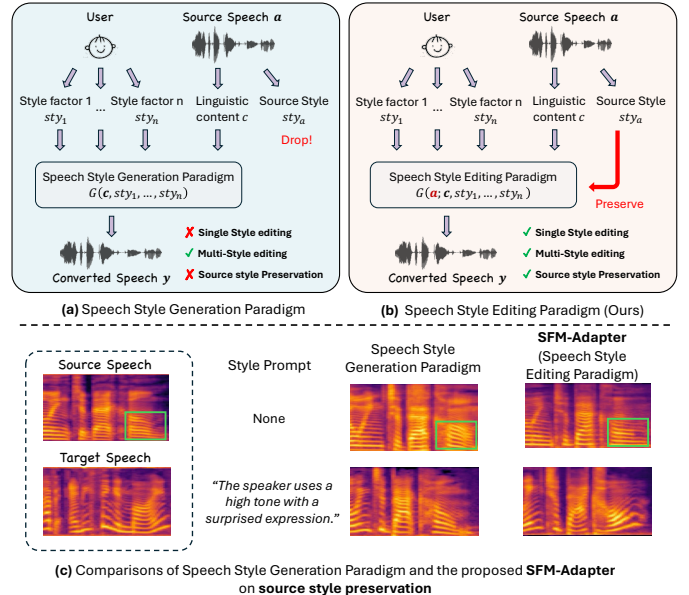 User
Source Speech a
Style factor 1
...
Style factor n
Linguistic
Source Style
sty₁
styₙ
content c
styₐ
Drop!
Speech Style Generation Paradigm
G(c, sty₁, ..., styₙ)
✗ Single Style editing
✓ Multi-Style editing
✗ Source style Preservation
Converted Speech y
(a) Speech Style Generation Paradigm
User
Source Speech a
Style factor 1
...
Style factor n
Linguistic
Source Style
sty₁
styₙ
content c
styₐ
Speech Style Editing Paradigm
G(a; c, sty₁, ..., styₙ)
Preserve
✓ Single Style editing
✓ Multi-Style editing
✓ Source style Preservation
Converted Speech y
(b) Speech Style Editing Paradigm (Ours)
Source Speech
Style Prompt
Speech Style
Generation Paradigm
SFM-Adapter
(Speech Style
Editing Paradigm)
None
Target Speech
“The speaker uses a
high tone with a
surprised expression.”
(c) Comparisons of Speech Style Generation Paradigm and the proposed SFM-Adapter
on source style preservation